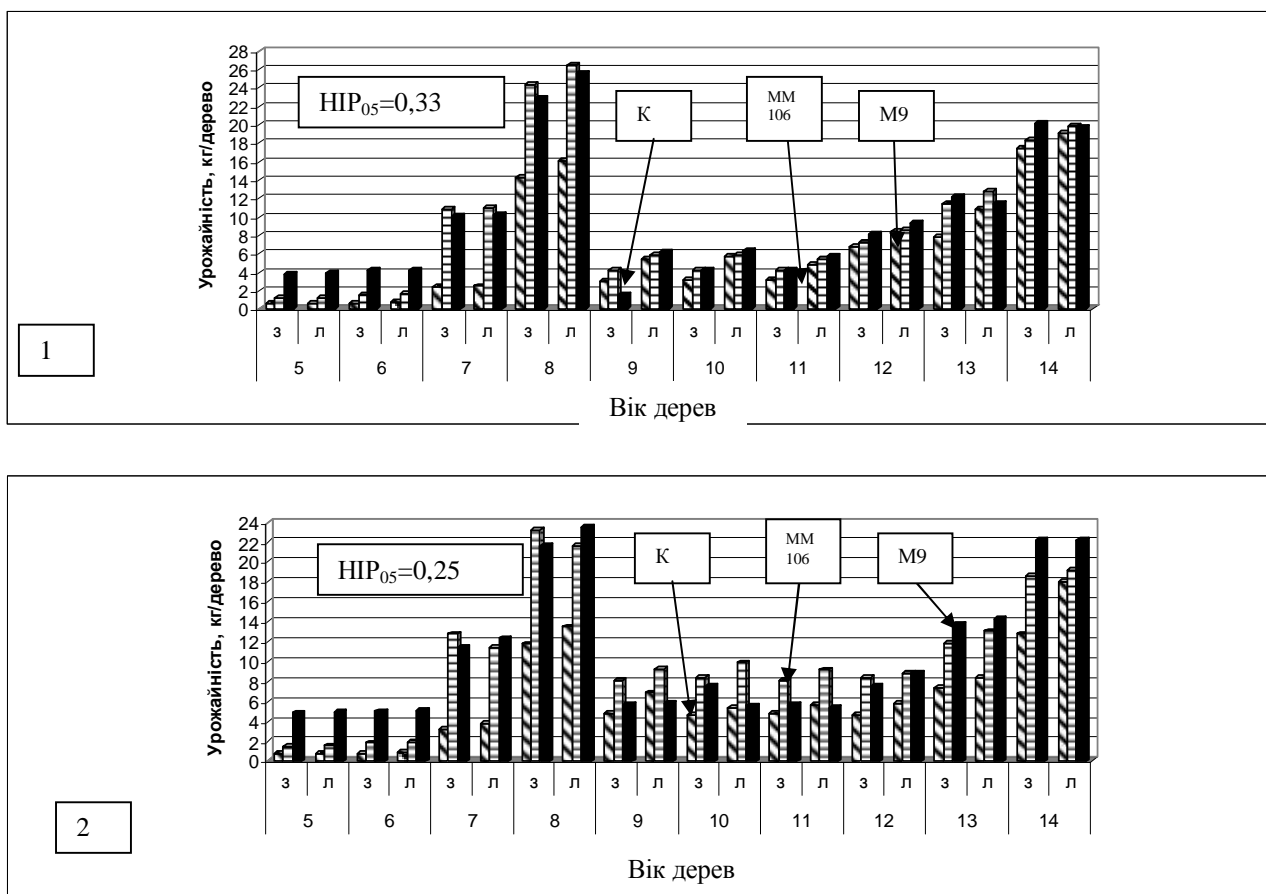 28
26
24
22
20
18
16
14
12
10
8
6
4
2
0
Урожайність, кг/дерево
НІР05=0,33
К
ММ
106
М9
з л з л з л з л з л з л з л з л з л з л
5 6 7 8 9 10 11 12 13 14
Вік дерев
1
24
22
20
18
16
14
12
10
8
6
4
2
0
Урожайність, кг/дерево
НІР05=0,25
К
ММ
106
М9
з л з л з л з л з л з л з л з л з л з л
5 6 7 8 9 10 11 12 13 14
Вік дерев
2